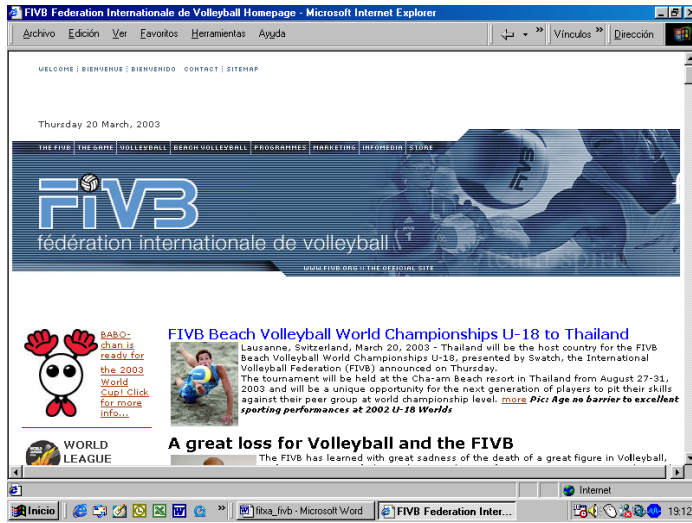 FIVB Federation Internationale de Volleyball Homepage - Microsoft Internet Explorer
Archivo Edición Ver Favoritos Herramientas Ayuda » Vínculos » Dirección
WELCOME | BIENVENUE | BIENVENIDO CONTACT | SITEMAP
Thursday 20 March, 2003
THE FIVB THE GAME VOLLEYBALL BEACH VOLLEYBALL PROGRAMMES MARKETING INFOMEDIA STORE
FIVB
fédération internationale de volleyball
team spirit
WWW.FIVB.ORG :: THE OFFICIAL SITE
BABO-
chan is
ready for
the 2003
World
Cup! Click
for more
info...
WORLD
LEAGUE
FIVB Beach Volleyball World Championships U-18 to Thailand
Lausanne, Switzerland, March 20, 2003 - Thailand will be the host country for the FIVB
Beach Volleyball World Championships U-18, presented by Swatch, the International
Volleyball Federation (FIVB) announced on Thursday.
The tournament will be held at the Cha-am Beach resort in Thailand from August 27-31,
2003 and will be a unique opportunity for the next generation of players to pit their skills
against their peer group at world championship level. more Pic: Age no barrier to excellent
sporting performances at 2002 U-18 Worlds
A great loss for Volleyball and the FIVB
The FIVB has learned with great sadness of the death of a great figure in Volleyball,
Internet
Inicio » fitxa_fivb - Microsoft Word FIVB Federation Inter... 19:12